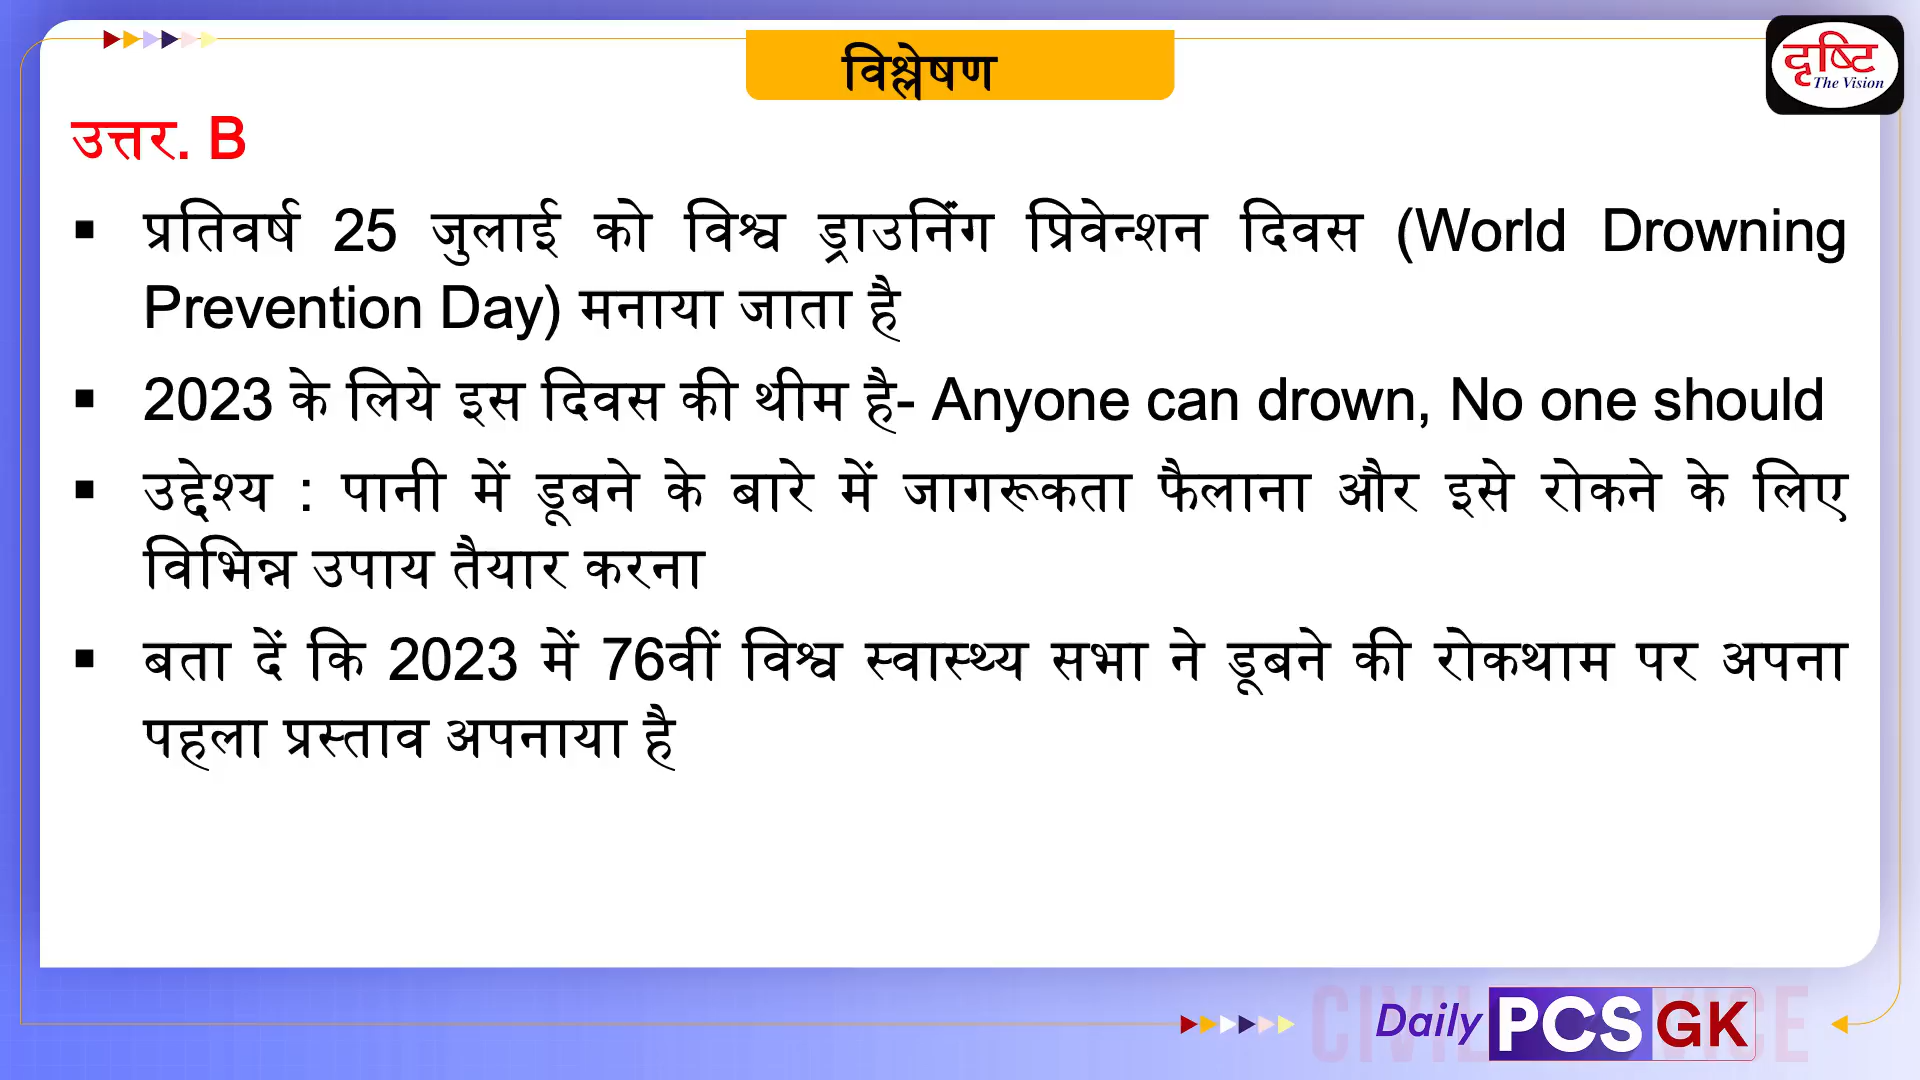 विश्लेषण
दृष्टि
The Vision
उत्तर. B
▪ प्रतिवर्ष 25 जुलाई को विश्व ड्राउनिंग प्रिवेन्शन दिवस (World Drowning
Prevention Day) मनाया जाता है
▪ 2023 के लिये इस दिवस की थीम है- Anyone can drown, No one should
▪ उद्देश्य : पानी में डूबने के बारे में जागरूकता फैलाना और इसे रोकने के लिए
विभिन्न उपाय तैयार करना
▪ बता दें कि 2023 में 76वीं विश्व स्वास्थ्य सभा ने डूबने की रोकथाम पर अपना
पहला प्रस्ताव अपनाया है
Daily PCS GK